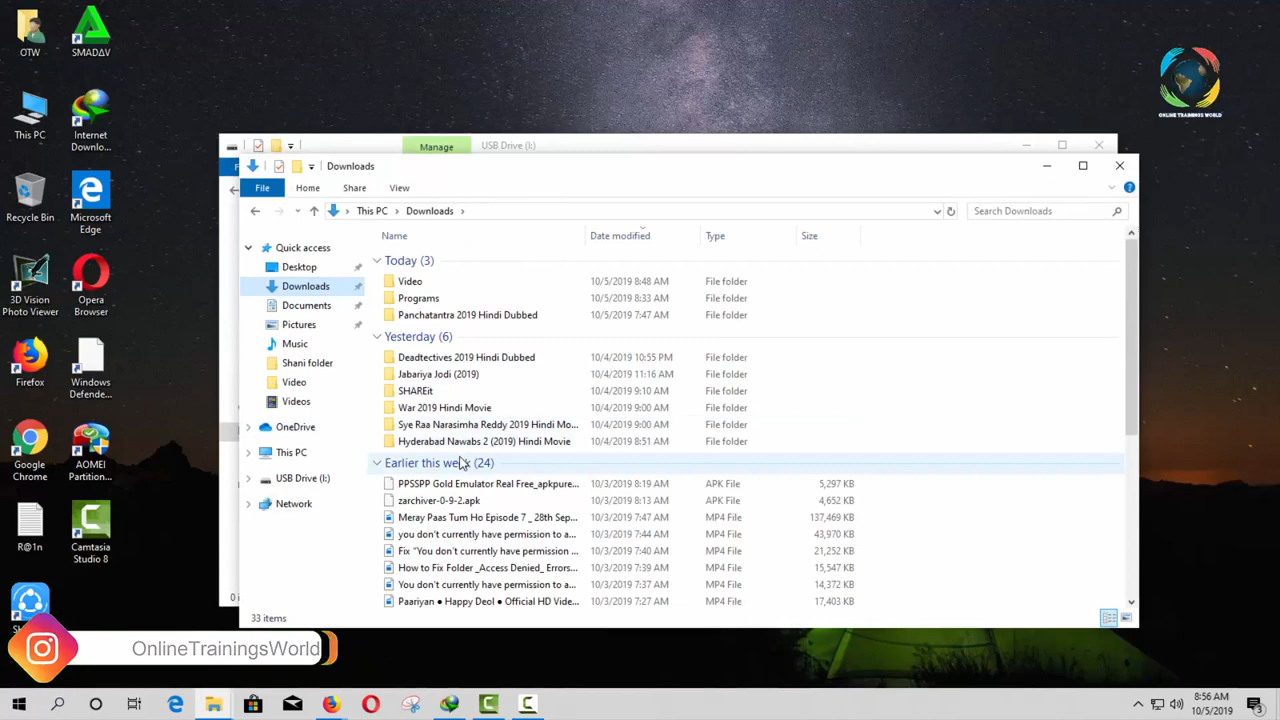 OTW
SMADΔV
This PC
Internet
Downlo...
Recycle Bin
Microsoft
Edge
3D Vision
Photo Viewer
Opera
Browser
Firefox
Windows
Defende...
Google
Chrome
AOMEI
Partition...
R@1n
Camtasia
Studio 8
ONLINE TRAININGS WORLD
Manage
USB Drive (I:)
Downloads
File
Home
Share
View
This PC
Downloads
Search Downloads
Name
Date modified
Type
Size
Quick access
Desktop
Downloads
Documents
Pictures
Music
Shani folder
Video
Videos
OneDrive
This PC
USB Drive (I:)
Network
Today (3)
Video 10/5/2019 8:48 AM File folder
Programs 10/5/2019 8:33 AM File folder
Panchatantra 2019 Hindi Dubbed 10/5/2019 7:47 AM File folder
Yesterday (6)
Deadtectives 2019 Hindi Dubbed 10/4/2019 10:55 PM File folder
Jabariya Jodi (2019) 10/4/2019 11:16 AM File folder
SHAREit 10/4/2019 9:10 AM File folder
War 2019 Hindi Movie 10/4/2019 9:00 AM File folder
Sye Raa Narasimha Reddy 2019 Hindi Mo... 10/4/2019 9:00 AM File folder
Hyderabad Nawabs 2 (2019) Hindi Movie 10/4/2019 8:51 AM File folder
Earlier this week (24)
PPSSPP Gold Emulator Real Free_apkpure... 10/3/2019 8:19 AM APK File 5,297 KB
zarchiver-0-9-2.apk 10/3/2019 8:19 AM APK File 4,652 KB
Meray Paas Tum Ho Episode 7 _ 28th Sep... 10/3/2019 7:47 AM MP4 File 137,469 KB
you don't currently have permission to a... 10/3/2019 7:44 AM MP4 File 43,970 KB
Fix "You don't currently have permission ... 10/3/2019 7:40 AM MP4 File 21,252 KB
How to Fix Folder _Access Denied_ Errors... 10/3/2019 7:39 AM MP4 File 15,547 KB
You don't currently have permission to a... 10/3/2019 7:37 AM MP4 File 14,372 KB
Paariyan ● Happy Deol ● Official HD Vide... 10/3/2019 7:27 AM MP4 File 17,403 KB
33 items
OnlineTrainingsWorld
8:56 AM
10/5/2019
3